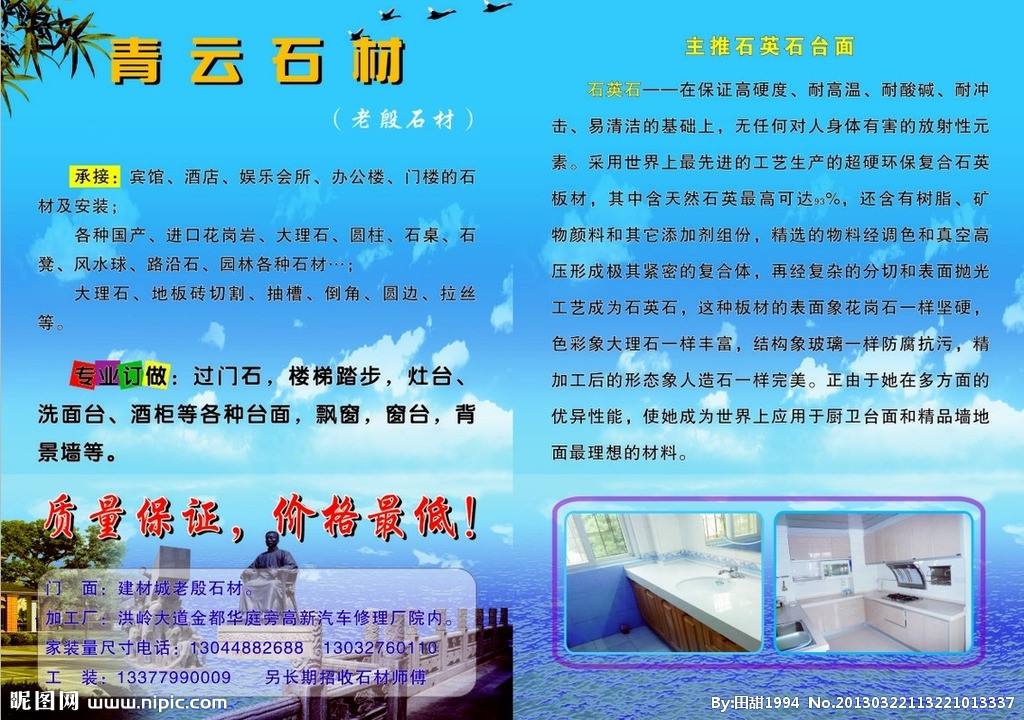 青云石材
（老殷石材）
承接：宾馆、酒店、娱乐会所、办公楼、门楼的石
材及安装；
各种国产、进口花岗岩、大理石、圆柱、石桌、石
凳、风水球、路沿石、园林各种石材…；
大理石、地板砖切割、抽槽、倒角、圆边、拉丝
等。
专业订做：过门石，楼梯踏步，灶台、
洗面台、酒柜等各种台面，飘窗，窗台，背
景墙等。
质量保证，价格最低！
门　面：建材城老殷石材。
加工厂：洪岭大道金都华庭旁高新汽车修理厂院内。
家装量尺寸电话：13044882688　13032760110
工　装：13377990009　另长期招收石材师傅，
昵图网 www.nipic.com
主推石英石台面
石英石——在保证高硬度、耐高温、耐酸碱、耐冲
击、易清洁的基础上，无任何对人身体有害的放射性元
素。采用世界上最先进的工艺生产的超硬环保复合石英
板材，其中含天然石英最高可达93%，还含有树脂、矿
物颜料和其它添加剂组份，精选的物料经调色和真空高
压形成极其紧密的复合体，再经复杂的分切和表面抛光
工艺成为石英石，这种板材的表面象花岗石一样坚硬，
色彩象大理石一样丰富，结构象玻璃一样防腐抗污，精
加工后的形态象人造石一样完美。正由于她在多方面的
优异性能，使她成为世界上应用于厨卫台面和精品墙地
面最理想的材料。
By:田甜1994 No.20130322113221013337